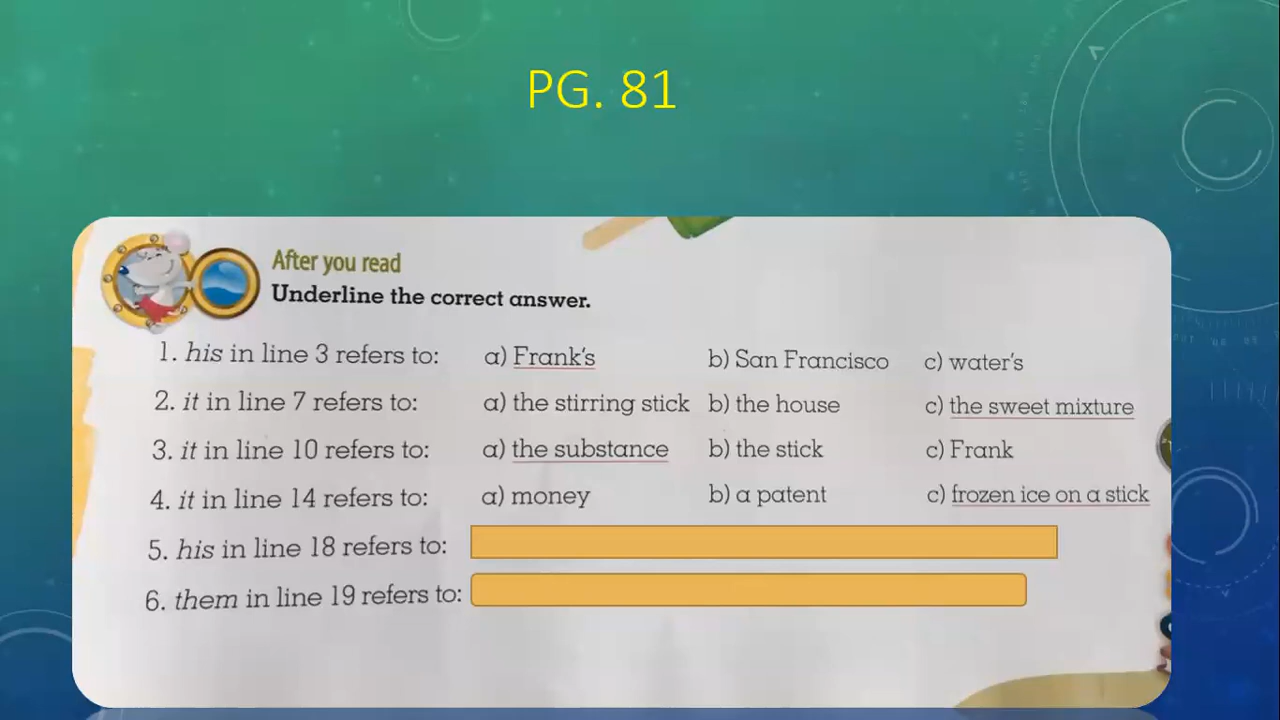 PG. 81
After you read
Underline the correct answer.
1. his in line 3 refers to: a) Frank's b) San Francisco c) water's
2. it in line 7 refers to: a) the stirring stick b) the house c) the sweet mixture
3. it in line 10 refers to: a) the substance b) the stick c) Frank
4. it in line 14 refers to: a) money b) a patent c) frozen ice on a stick
5. his in line 18 refers to:
6. them in line 19 refers to: